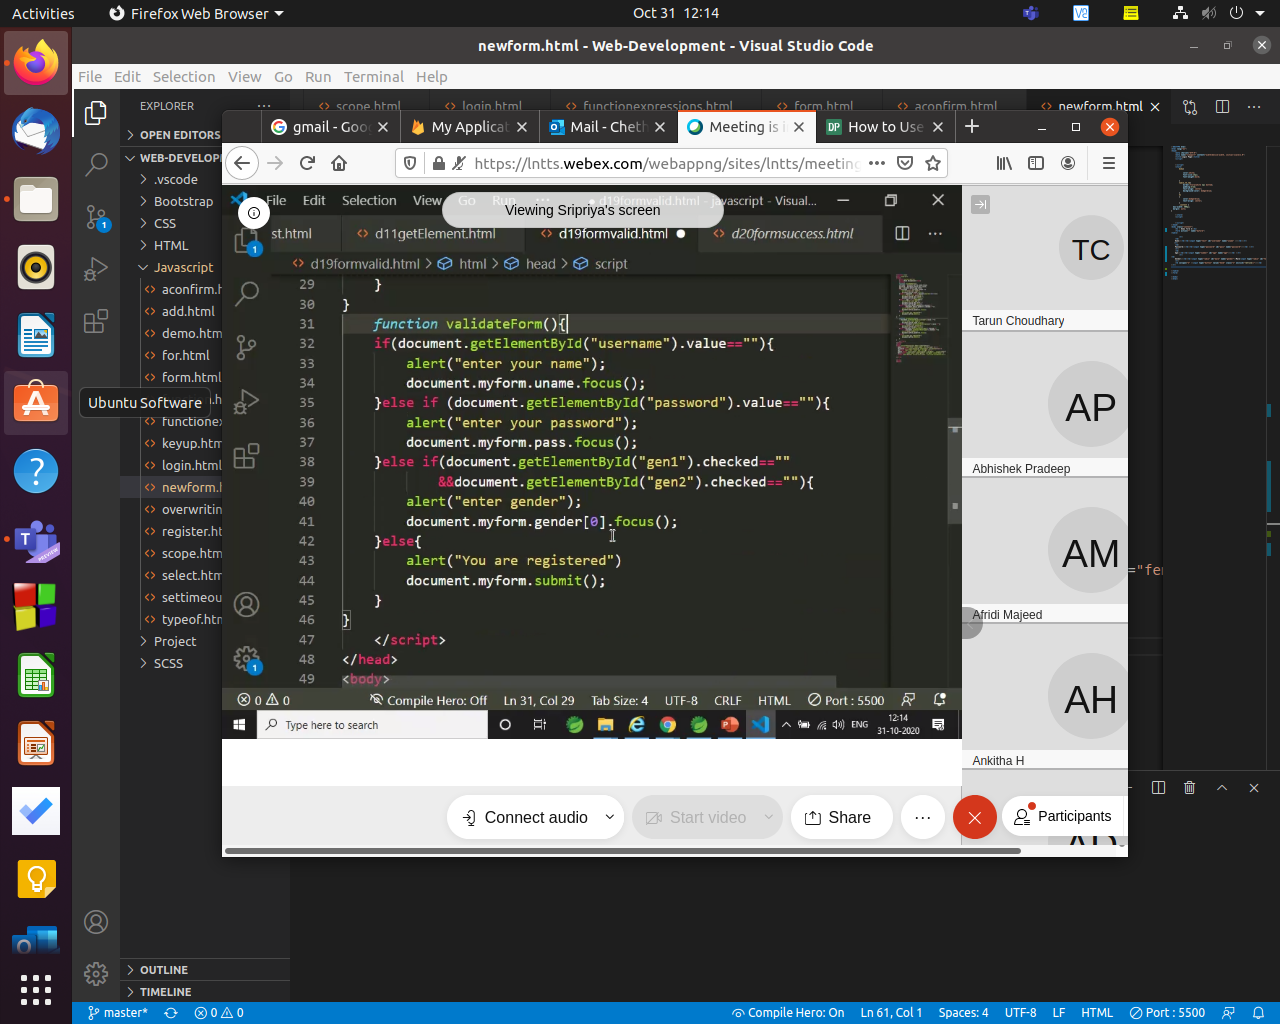 Activities
Firefox Web Browser
Oct 31 12:14
newform.html - Web-Development - Visual Studio Code
File Edit Selection View Go Run Terminal Help
EXPLORER
scope.html
login.html
functionexpressions.html
form.html
aconfirm.html
newform.html
OPEN EDITORS
WEB-DEVELOP
.vscode
Bootstrap
CSS
HTML
Javascript
aconfirm.h
add.html
demo.htm
for.html
form.html
Ubuntu Software
functionex
keyup.htm
login.html
newform.h
overwritin
register.h
scope.htm
select.htm
settimeou
typeof.htm
Project
SCSS
OUTLINE
TIMELINE
gmail - Goo
My Applicat
Mail - Cheth
Meeting is i
How to Use
https://lntts.webex.com/webappng/sites/lntts/meeting
File Edit Selection View Go Run
d19formvalid.html - Javascript - Visual...
Viewing Sripriya's screen
st.html
d11getElement.html
d19formvalid.html
d20formsuccess.html
d19formvalid.html > html > head > script
29 }
30 }
31 function validateForm(){
32 if(document.getElementById("username").value==""){
33 alert("enter your name");
34 document.myform.uname.focus();
35 }else if (document.getElementById("password").value==""){
36 alert("enter your password");
37 document.myform.pass.focus();
38 }else if(document.getElementById("gen1").checked==""
39 &&document.getElementById("gen2").checked==""){
40 alert("enter gender");
41 document.myform.gender[0].focus();
42 }else{
43 alert("You are registered")
44 document.myform.submit();
45 }
46 }
47 </script>
48 </head>
49 <body>
0 0 Compile Hero: Off Ln 31, Col 29 Tab Size: 4 UTF-8 CRLF HTML Port : 5500
Type here to search
ENG
12:14
31-10-2020
TC
Tarun Choudhary
AP
Abhishek Pradeep
AM
Afridi Majeed
AH
Ankitha H
="fer
Connect audio
Start video
Share
Participants
master* 0 0 Compile Hero: On Ln 61, Col 1 Spaces: 4 UTF-8 LF HTML Port : 5500